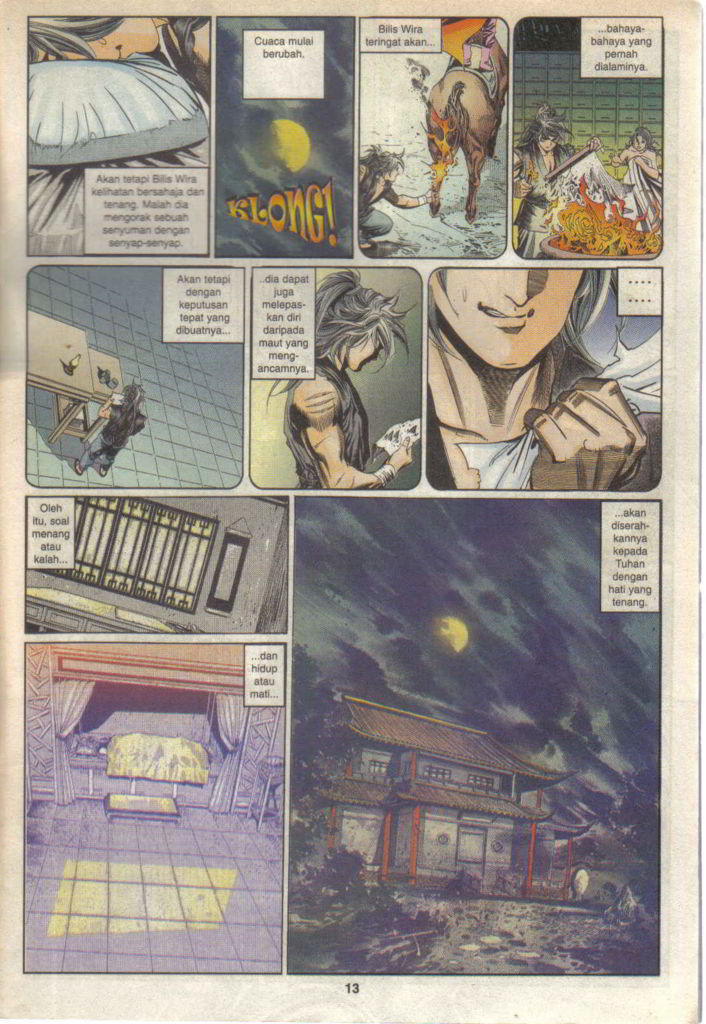 Akan tetapi Bilis Wira
kelihatan bersahaja dan
tenang. Malah dia
mengorak sebuah
senyuman dengan
senyap-senyap.
Cuaca mulai
berubah.
KLONG!
Bilis Wira
teringat akan...
...bahaya-
bahaya yang
pernah
dialaminya.
Akan tetapi
dengan
keputusan
tepat yang
dibuatnya...
..dia dapat
juga
melepas-
kan diri
daripada
maut yang
meng-
ancamnya.
....
....
Oleh
itu, soal
menang
atau
kalah...
...dan
hidup
atau
mati...
...akan
diserah-
kannya
kepada
Tuhan
dengan
hati yang
tenang.
13